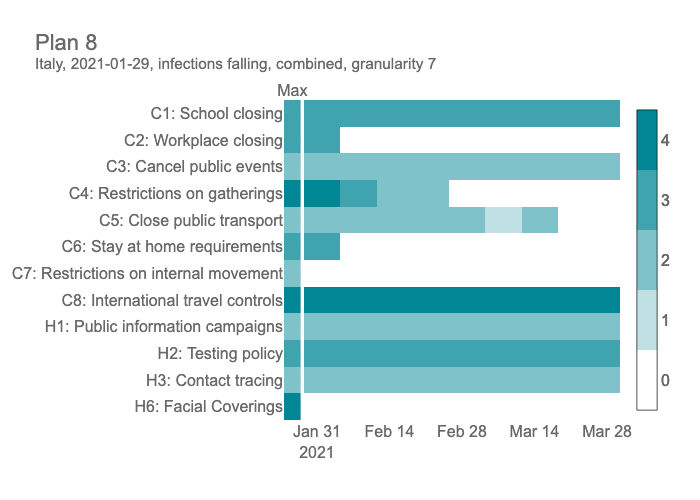 Plan 8
Italy, 2021-01-29, infections falling, combined, granularity 7
Max
C1: School closing
C2: Workplace closing
C3: Cancel public events
C4: Restrictions on gatherings
C5: Close public transport
C6: Stay at home requirements
C7: Restrictions on internal movement
C8: International travel controls
H1: Public information campaigns
H2: Testing policy
H3: Contact tracing
H6: Facial Coverings
Jan 31 Feb 14 Feb 28 Mar 14 Mar 28
2021
4
3
2
1
0